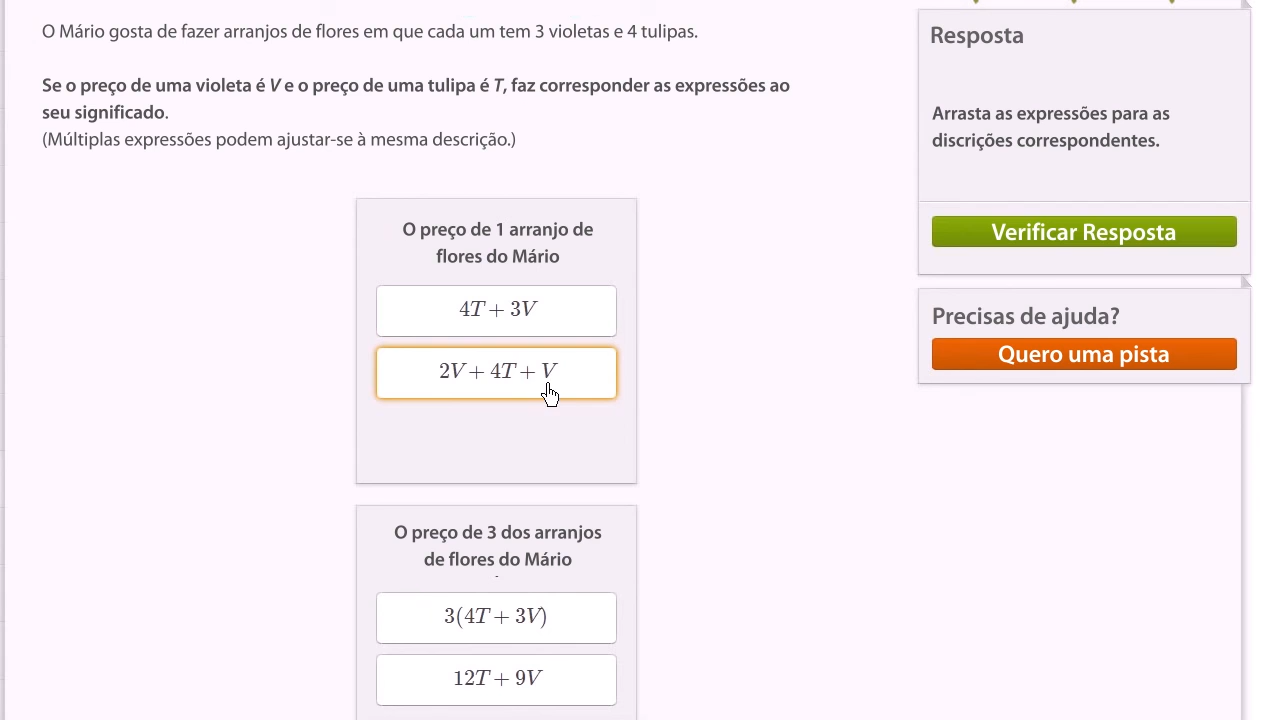 O Mário gosta de fazer arranjos de flores em que cada um tem 3 violetas e 4 tulipas.
Se o preço de uma violeta é V e o preço de uma tulipa é T, faz corresponder as expressões ao
seu significado.
(Múltiplas expressões podem ajustar-se à mesma descrição.)
O preço de 1 arranjo de
flores do Mário
4T + 3V
2V + 4T + V
O preço de 3 dos arranjos
de flores do Mário
3(4T + 3V)
12T + 9V
Resposta
Arrasta as expressões para as
discrições correspondentes.
Verificar Resposta
Precisas de ajuda?
Quero uma pista